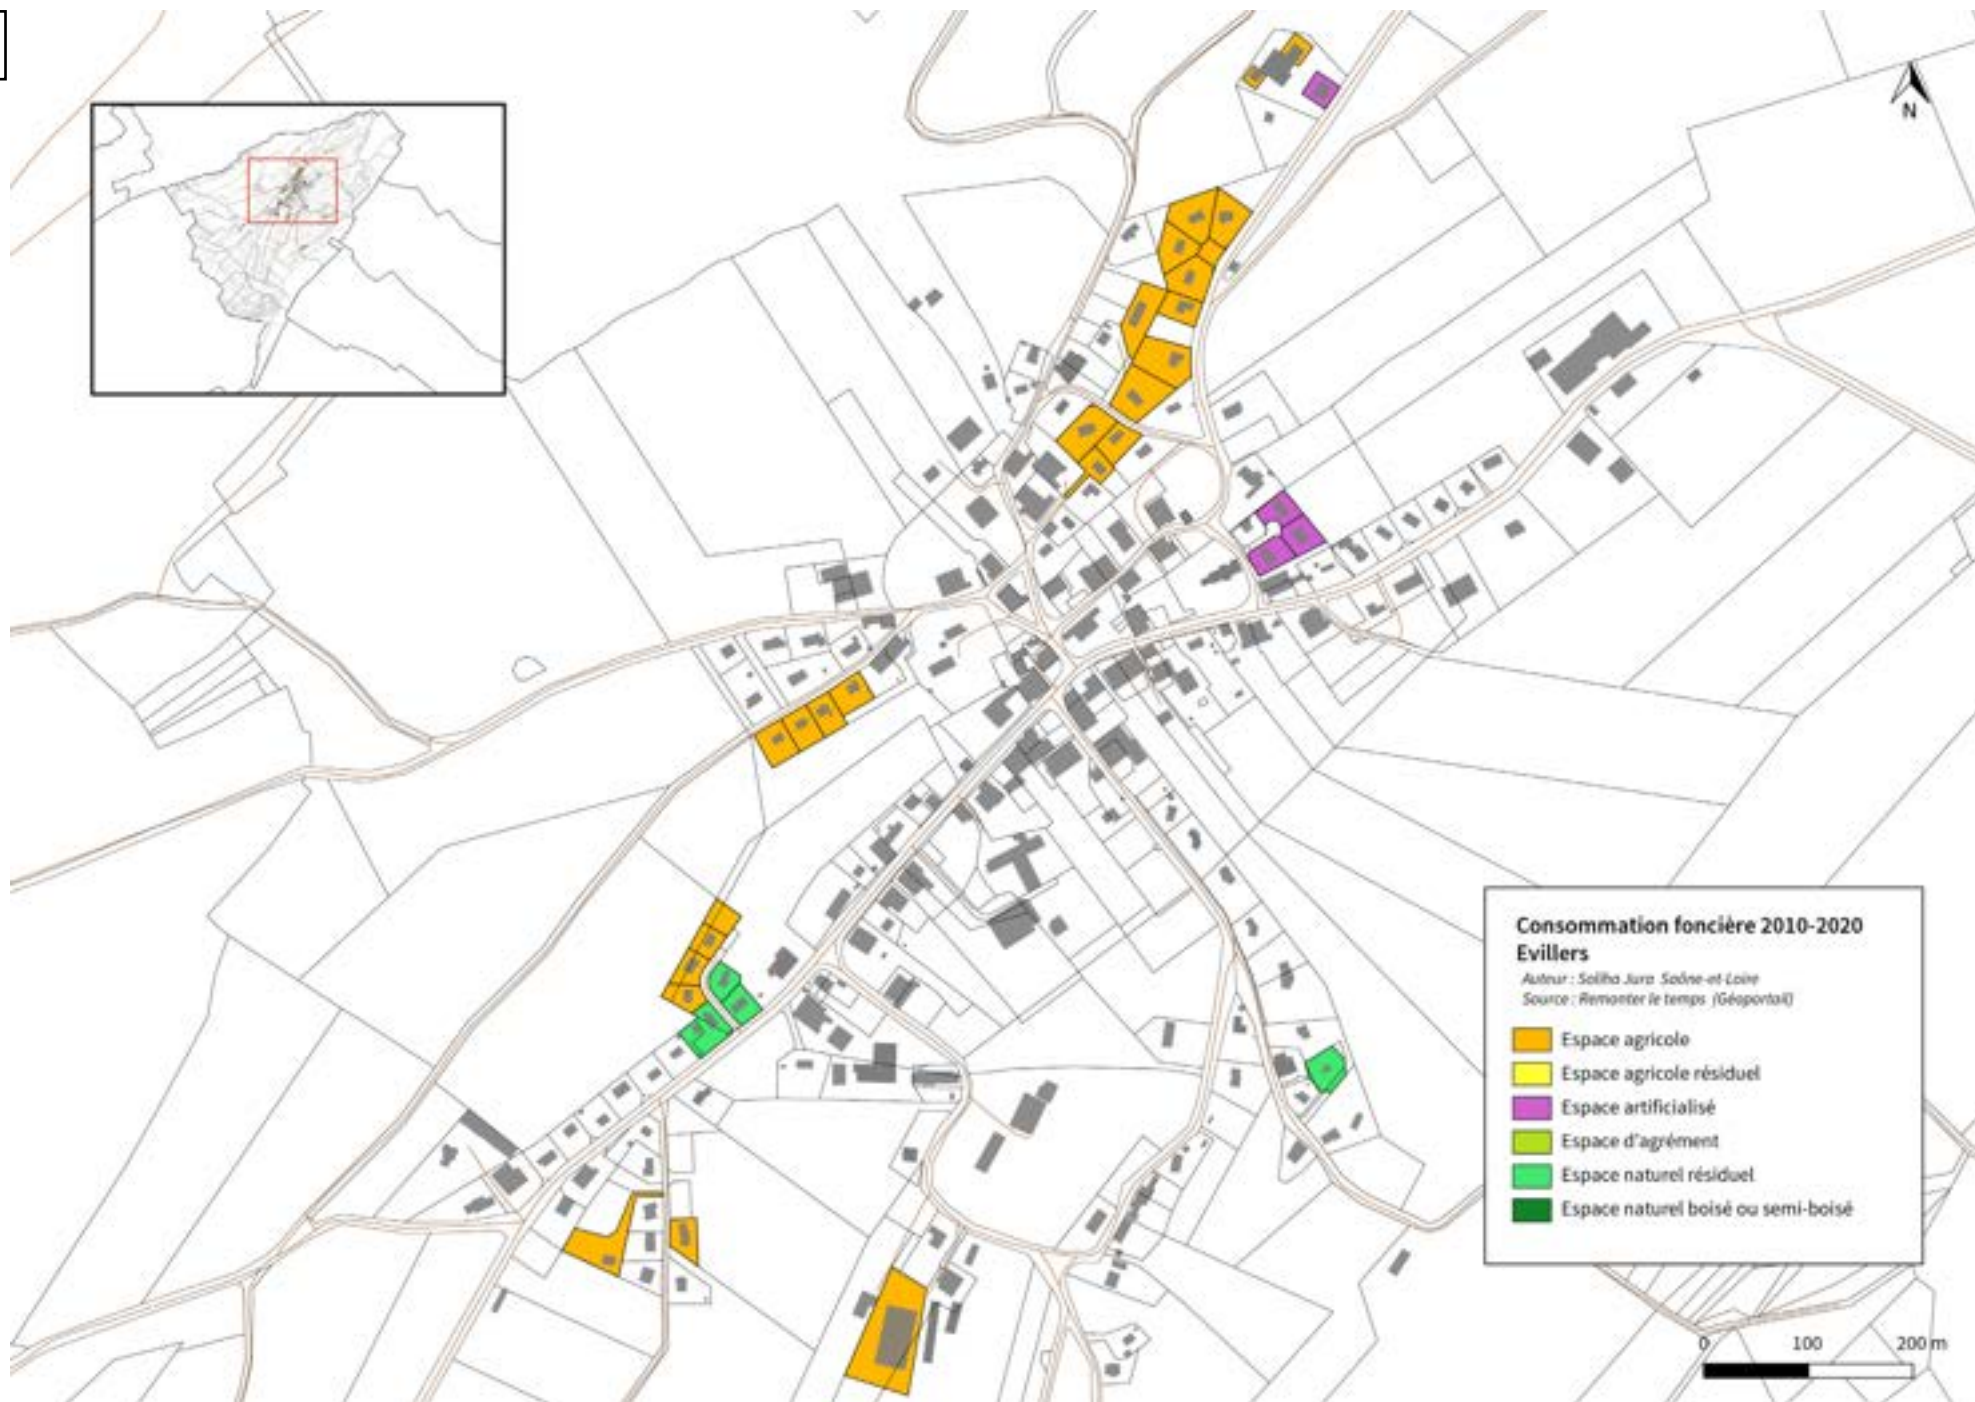 N
Consommation foncière 2010-2020
Evillers
Auteur : Soliha Jura Saône-et-Loire
Source : Remonter le temps (Géoportail)
Espace agricole
Espace agricole résiduel
Espace artificialisé
Espace d'agrément
Espace naturel résiduel
Espace naturel boisé ou semi-boisé
0 100 200 m